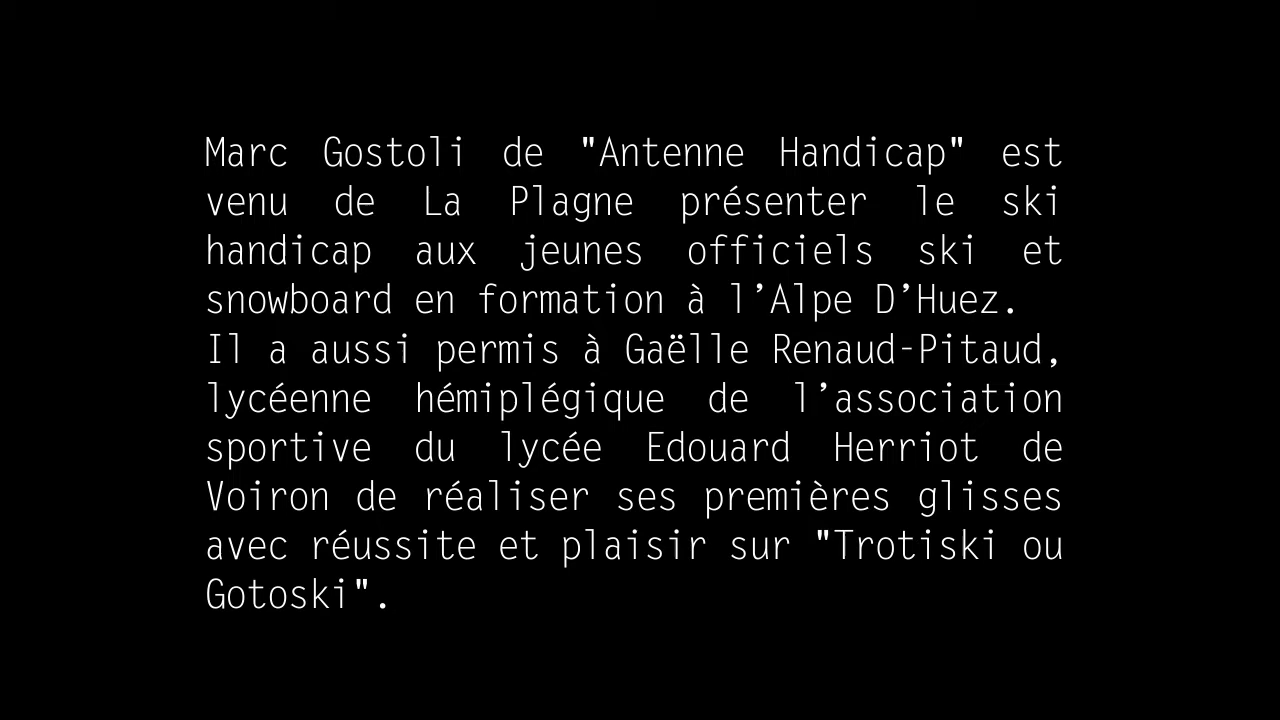 Marc Gostoli de "Antenne Handicap" est
venu de La Plagne présenter le ski
handicap aux jeunes officiels ski et
snowboard en formation à l’Alpe D’Huez.
Il a aussi permis à Gaëlle Renaud-Pitaud,
lycéenne hémiplégique de l’association
sportive du lycée Edouard Herriot de
Voiron de réaliser ses premières glisses
avec réussite et plaisir sur "Trotiski ou
Gotoski".